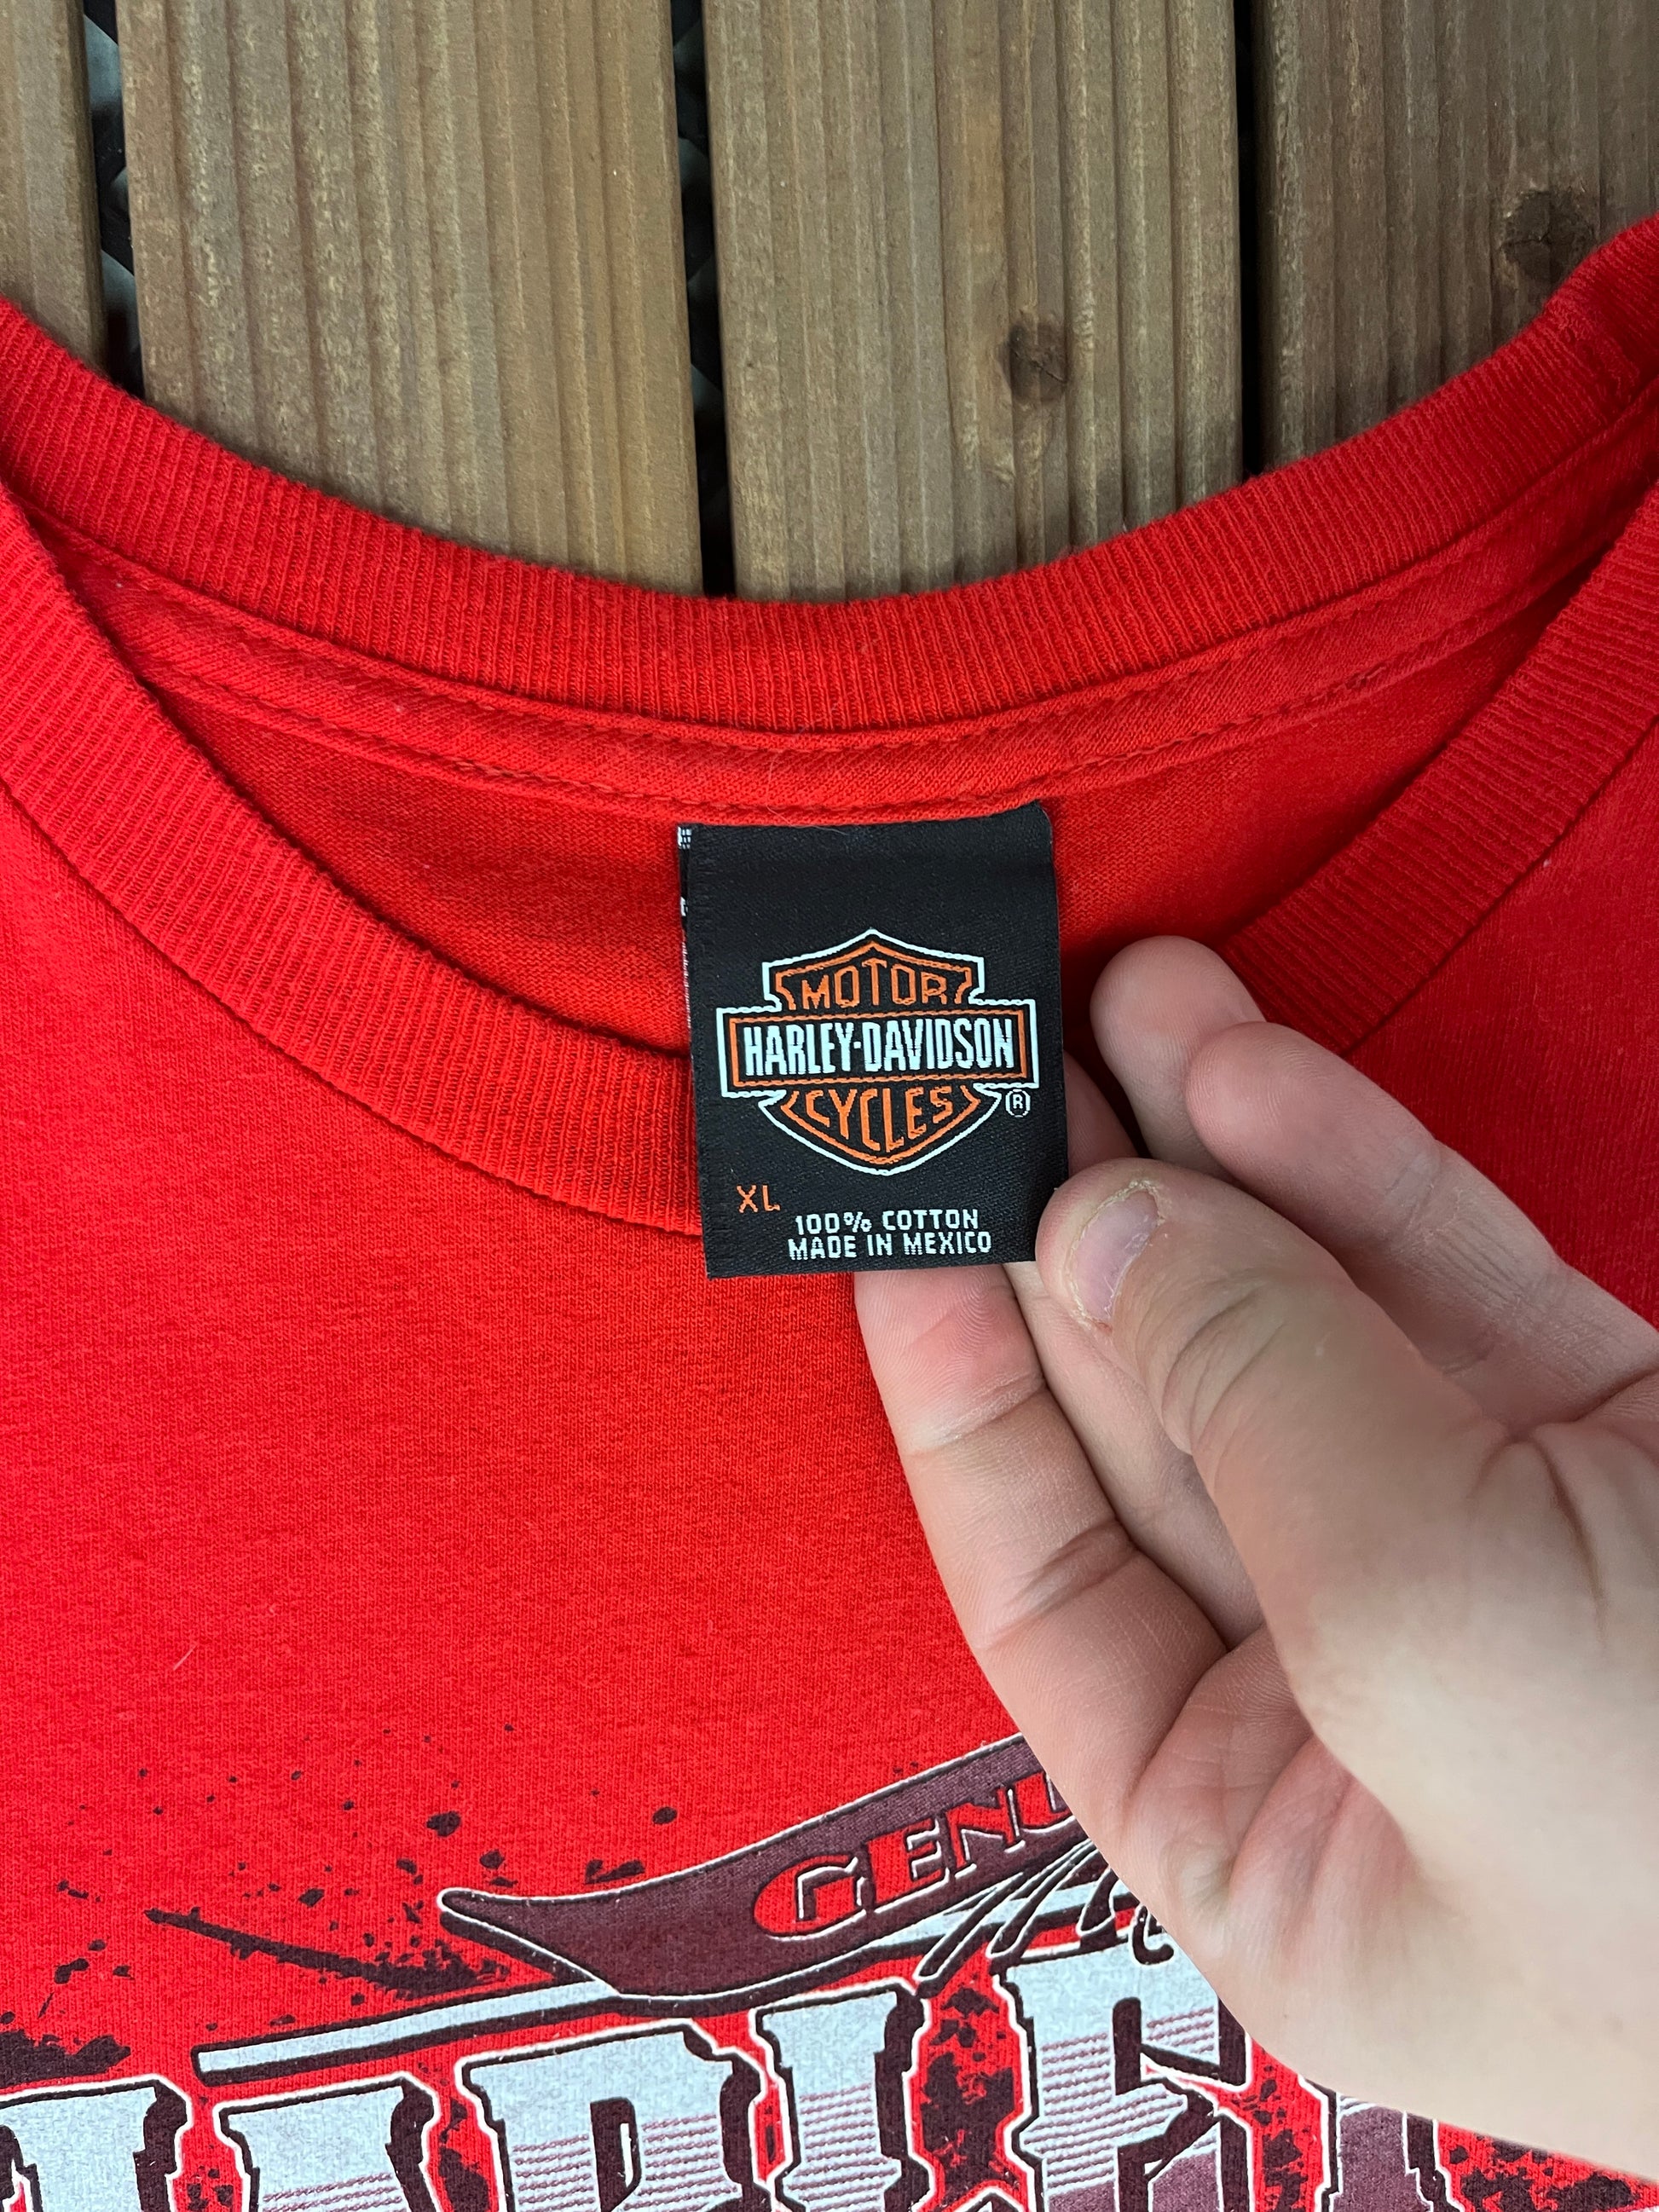 MOTOR
HARLEY-DAVIDSON
CYCLES
®
XL
100% COTTON
MADE IN MEXICO